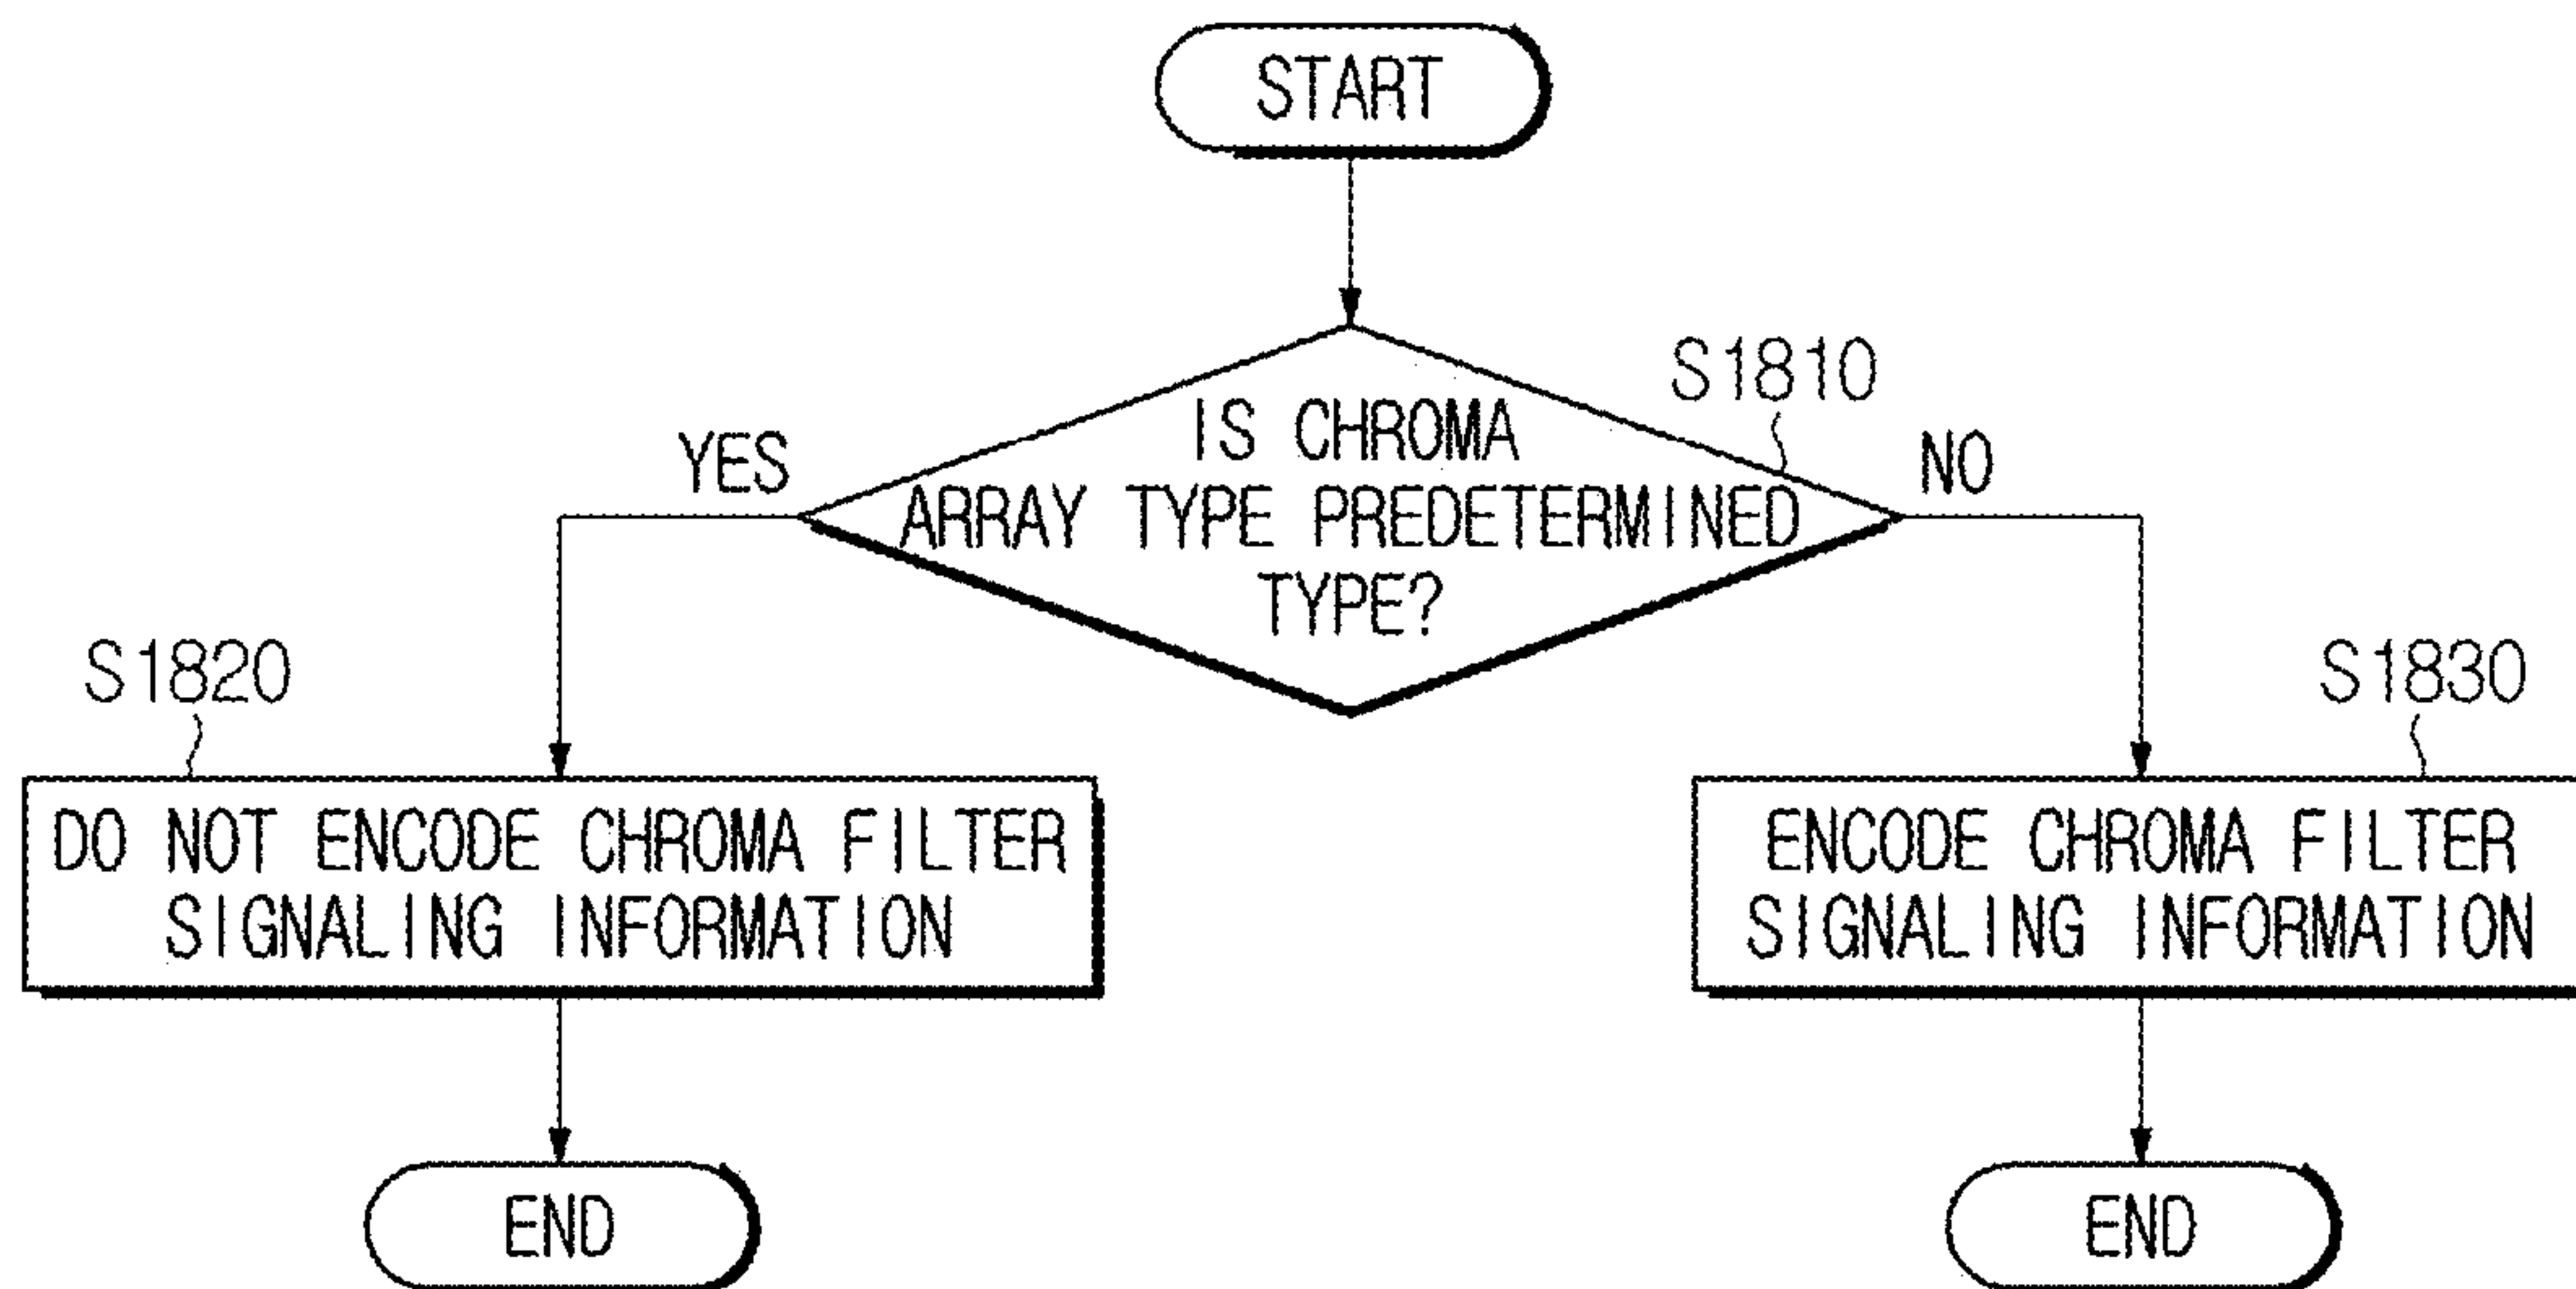 START
S1810
IS CHROMA
ARRAY TYPE PREDETERMINED
TYPE?
YES
NO
S1820
DO NOT ENCODE CHROMA FILTER
SIGNALING INFORMATION
S1830
ENCODE CHROMA FILTER
SIGNALING INFORMATION
END
END